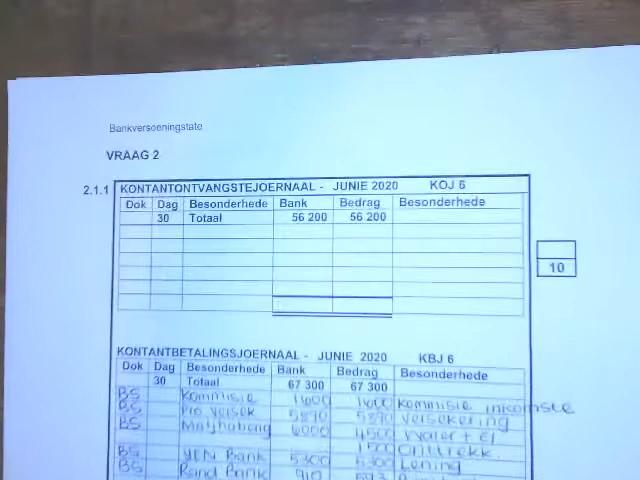 Bankversoeningstate
VRAAG 2
2.1.1 KONTANTONTVANGSTEJOERNAAL - JUNIE 2020 KOJ 6
Dok Dag Besonderhede Bank Bedrag Besonderhede
30 Totaal 56 200 56 200
10
KONTANTBETALINGSJOERNAAL - JUNIE 2020 KBJ 6
Dok Dag Besonderhede Bank Bedrag Besonderhede
30 Totaal 67 300 67 300
BS Kommisie 1600 1600 Kommisie inkomste
BS Pro versek 5890 5890 Versekering
BS 6000 4500 Water + El
1500 Onttrekk.
BS YEN Bank 5300 5300 Lening
BS Rand Bank 910